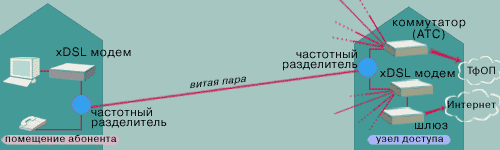 xDSL модем
частотный
разделитель
помещение абонента
витая пара
коммутатор
(АТС)
частотный
разделитель
ТфОП
xDSL модем
Интернет
шлюз
узел доступа